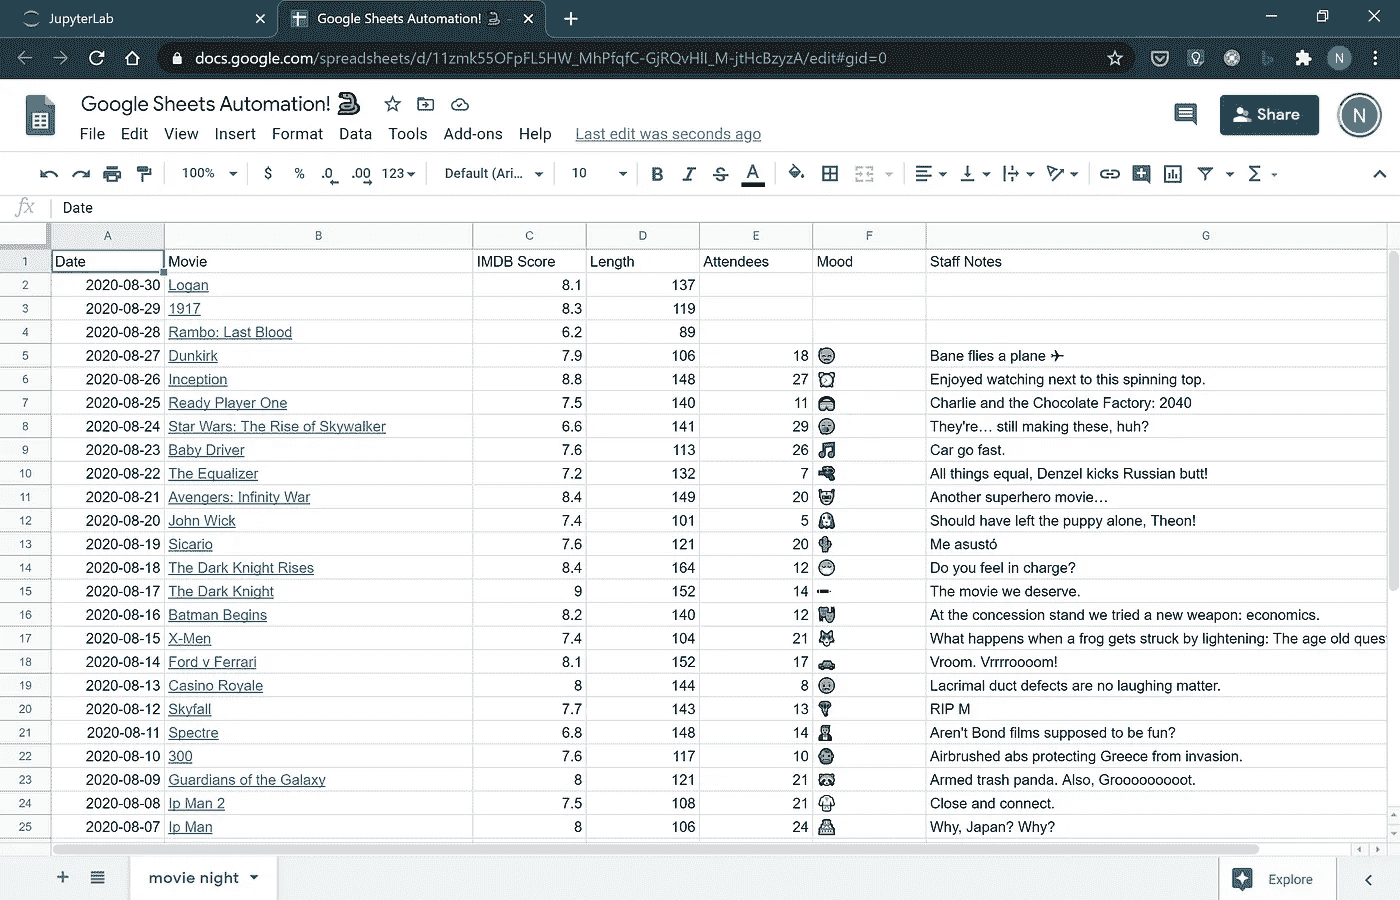 JupyterLab
Google Sheets Automation!
docs.google.com/spreadsheets/d/11zmk55OFpFL5HW_MhPfqfC-GjRQvHlI_M-jtHcBzyzA/edit#gid=0
N
Google Sheets Automation!
File Edit View Insert Format Data Tools Add-ons Help Last edit was seconds ago
Share
N
100% $ % .0 .00 123 Default (Ari... 10 B I S A Σ
fx Date
A B C D E F G
1 Date Movie IMDB Score Length Attendees Mood Staff Notes
2 2020-08-30 Logan 8.1 137
3 2020-08-29 1917 8.3 119
4 2020-08-28 Rambo: Last Blood 6.2 89
5 2020-08-27 Dunkirk 7.9 106 18 Bane flies a plane ✈
6 2020-08-26 Inception 8.8 148 27 Enjoyed watching next to this spinning top.
7 2020-08-25 Ready Player One 7.5 140 11 Charlie and the Chocolate Factory: 2040
8 2020-08-24 Star Wars: The Rise of Skywalker 6.6 141 29 They're... still making these, huh?
9 2020-08-23 Baby Driver 7.6 113 26 Car go fast.
10 2020-08-22 The Equalizer 7.2 132 7 All things equal, Denzel kicks Russian butt!
11 2020-08-21 Avengers: Infinity War 8.4 149 20 Another superhero movie...
12 2020-08-20 John Wick 7.4 101 5 Should have left the puppy alone, Theon!
13 2020-08-19 Sicario 7.6 121 20 Me asustó
14 2020-08-18 The Dark Knight Rises 8.4 164 12 Do you feel in charge?
15 2020-08-17 The Dark Knight 9 152 14 The movie we deserve.
16 2020-08-16 Batman Begins 8.2 140 12 At the concession stand we tried a new weapon: economics.
17 2020-08-15 X-Men 7.4 104 21 What happens when a frog gets struck by lightening: The age old ques
18 2020-08-14 Ford v Ferrari 8.1 152 17 Vroom. Vrrrroooom!
19 2020-08-13 Casino Royale 8 144 8 Lacrimal duct defects are no laughing matter.
20 2020-08-12 Skyfall 7.7 143 13 RIP M
21 2020-08-11 Spectre 6.8 148 14 Aren't Bond films supposed to be fun?
22 2020-08-10 300 7.6 117 10 Airbrushed abs protecting Greece from invasion.
23 2020-08-09 Guardians of the Galaxy 8 121 21 Armed trash panda. Also, Grooooooooot.
24 2020-08-08 Ip Man 2 7.5 108 21 Close and connect.
25 2020-08-07 Ip Man 8 106 24 Why, Japan? Why?
movie night
Explore